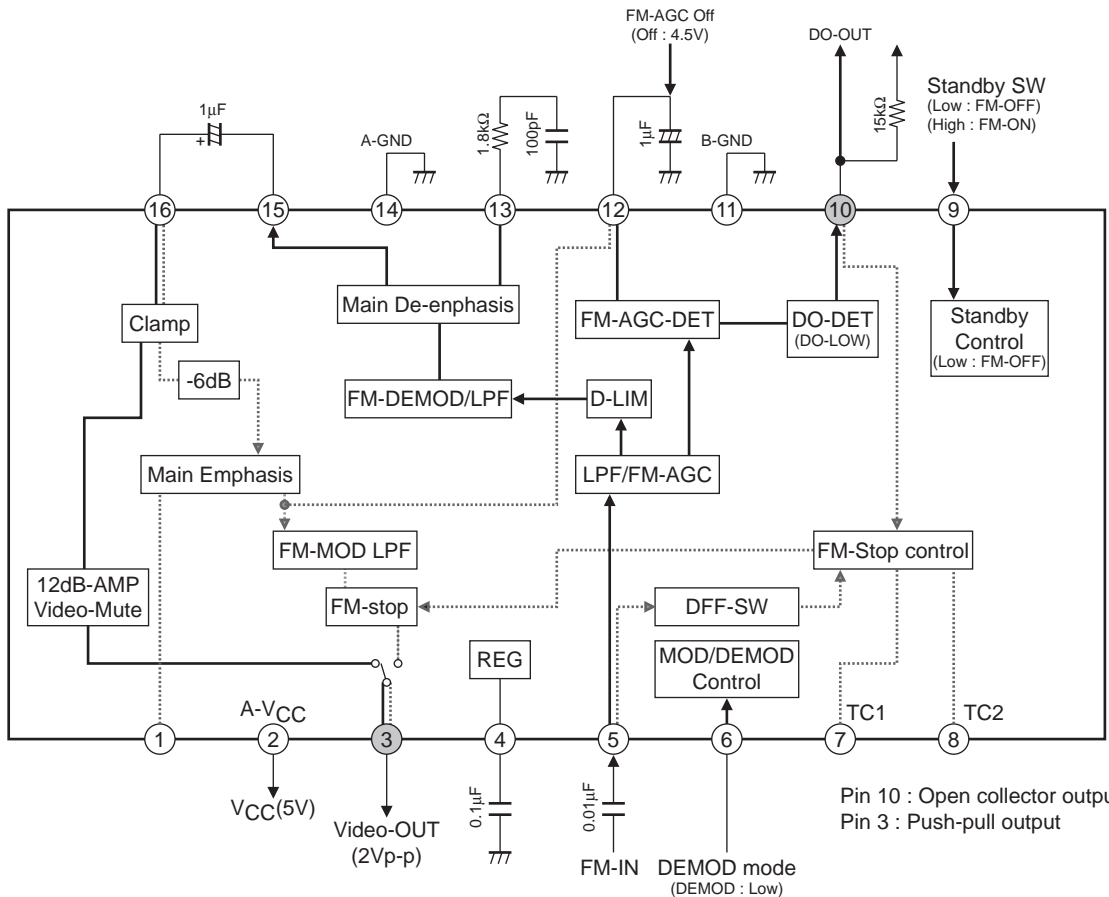 FM-AGC Off
(Off : 4.5V)
DO-OUT
Standby SW
(Low : FM-OFF)
(High : FM-ON)
1µF
+
A-GND
1.8kΩ
100pF
1µF
B-GND
15kΩ
16
15
14
13
12
11
10
9
Clamp
Main De-enphasis
FM-AGC-DET
DO-DET
(DO-LOW)
Standby
Control
(Low : FM-OFF)
-6dB
FM-DEMOD/LPF
D-LIM
Main Emphasis
LPF/FM-AGC
FM-MOD LPF
FM-Stop control
12dB-AMP
Video-Mute
FM-stop
DFF-SW
REG
MOD/DEMOD
Control
A-VCC
TC1
TC2
1
2
3
4
5
6
7
8
VCC(5V)
Video-OUT
(2Vp-p)
0.1µF
0.01µF
FM-IN
DEMOD mode
(DEMOD : Low)
Pin 10 : Open collector outpu
Pin 3 : Push-pull output